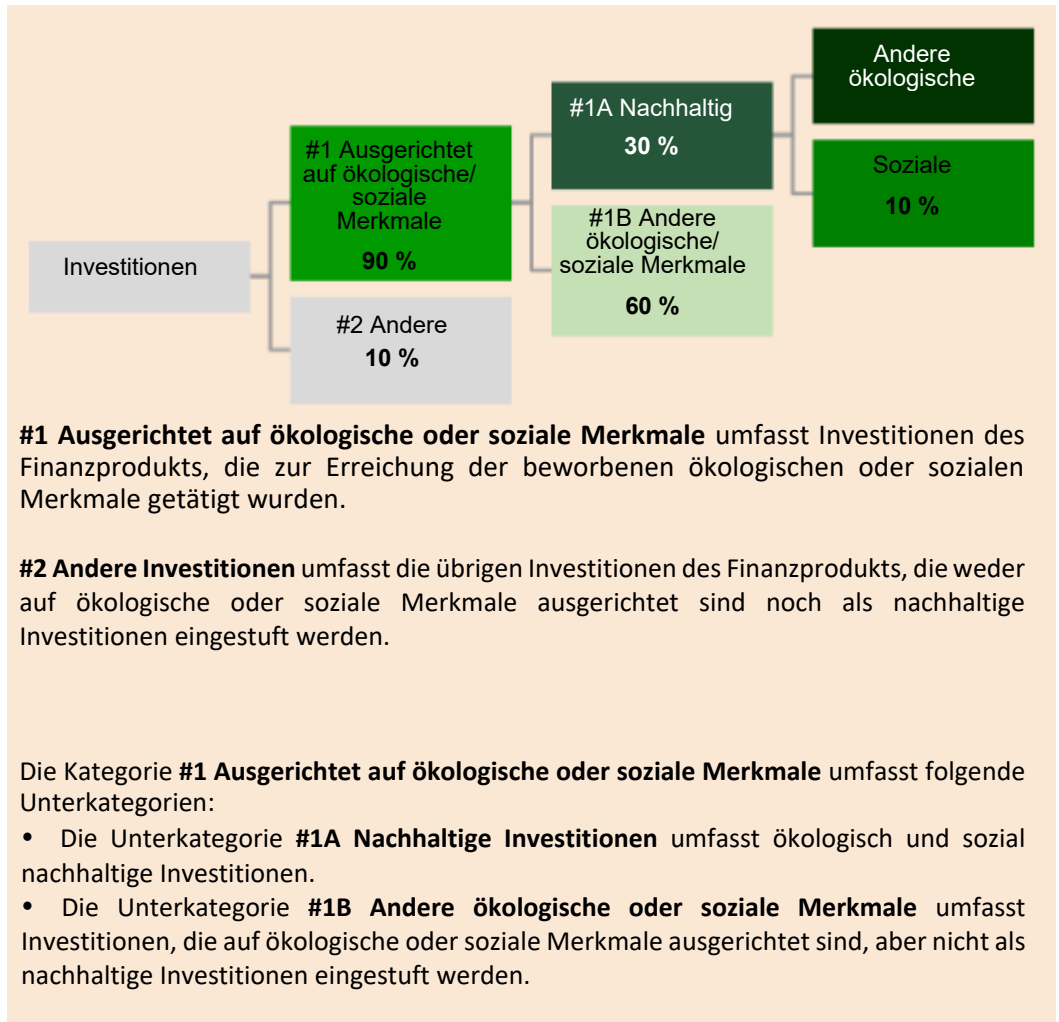 Andere
ökologische
#1A Nachhaltig
30 %
#1 Ausgerichtet
auf ökologische/
soziale
Merkmale
90 %
Soziale
10 %
#1B Andere
ökologische/
soziale Merkmale
60 %
Investitionen
#2 Andere
10 %
#1 Ausgerichtet auf ökologische oder soziale Merkmale umfasst Investitionen des
Finanzprodukts, die zur Erreichung der beworbenen ökologischen oder sozialen
Merkmale getätigt wurden.
#2 Andere Investitionen umfasst die übrigen Investitionen des Finanzprodukts, die weder
auf ökologische oder soziale Merkmale ausgerichtet sind noch als nachhaltige
Investitionen eingestuft werden.
Die Kategorie #1 Ausgerichtet auf ökologische oder soziale Merkmale umfasst folgende
Unterkategorien:
• Die Unterkategorie #1A Nachhaltige Investitionen umfasst ökologisch und sozial
nachhaltige Investitionen.
• Die Unterkategorie #1B Andere ökologische oder soziale Merkmale umfasst
Investitionen, die auf ökologische oder soziale Merkmale ausgerichtet sind, aber nicht als
nachhaltige Investitionen eingestuft werden.